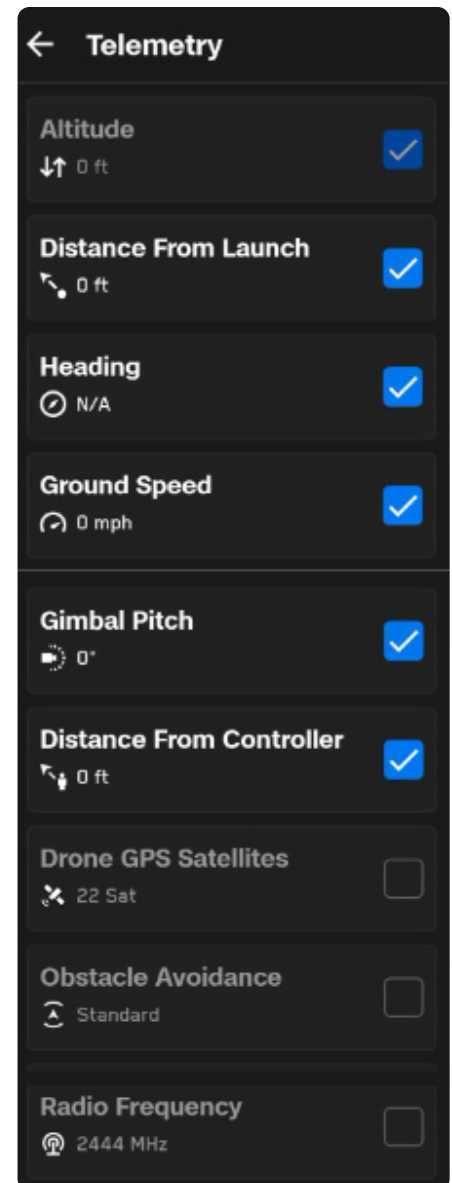 Telemetry
Altitude
0 ft
Distance From Launch
0 ft
Heading
N/A
Ground Speed
0 mph
Gimbal Pitch
0°
Distance From Controller
0 ft
Drone GPS Satellites
22 Sat
Obstacle Avoidance
Standard
Radio Frequency
2444 MHz